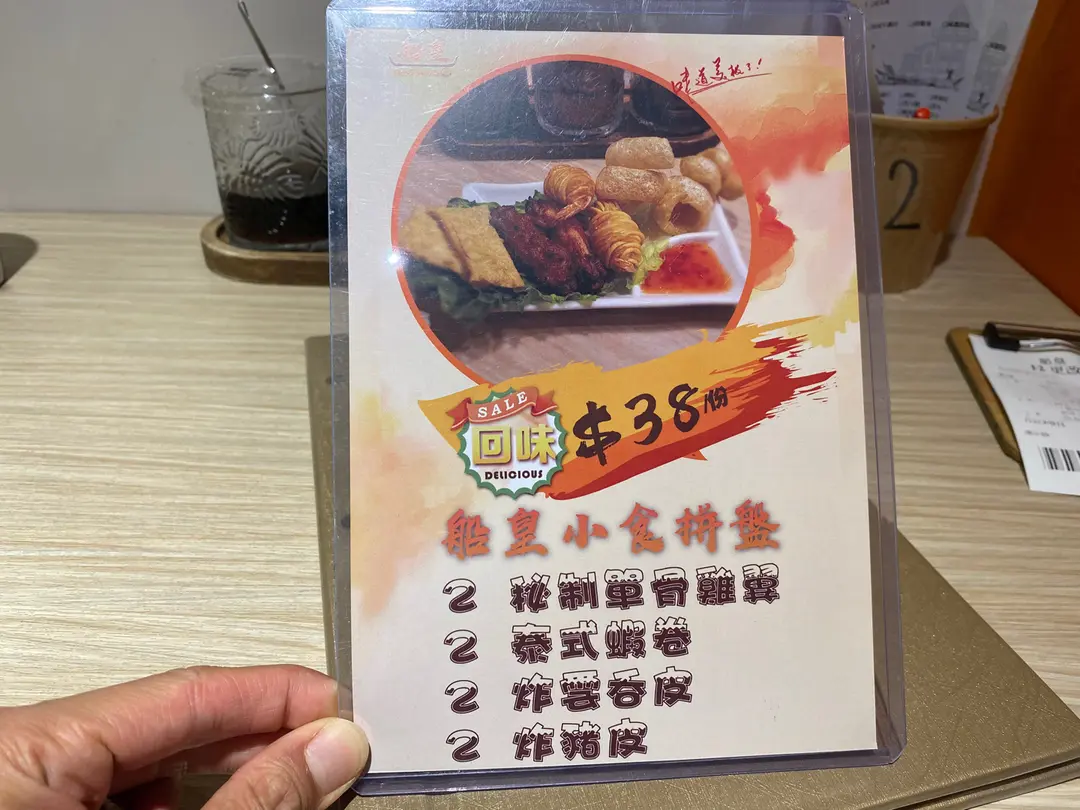 味道美极了!
SALE
回味
DELICIOUS
$38/份
船皇小食拼盤
2 秘制單骨雞翼
2 泰式蝦卷
2 炸雲吞皮
2 炸豬皮
2